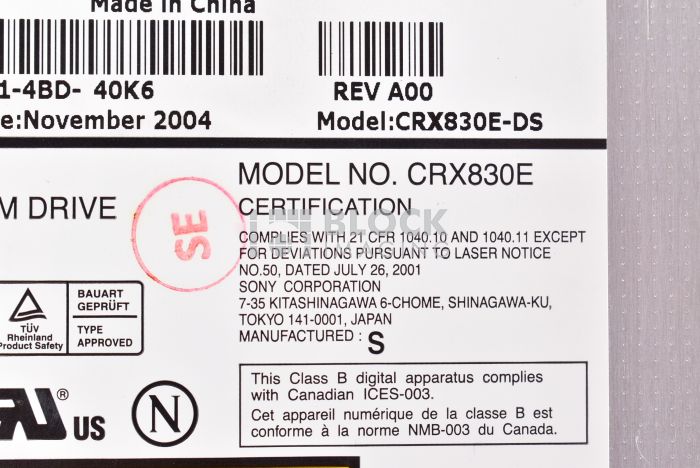 Made in China
1-4BD- 40K6
REV A00
e:November 2004
Model:CRX830E-DS
MODEL NO. CRX830E
M DRIVE
CERTIFICATION
SE
BLOCK
COMPLIES WITH 21 CFR 1040.10 AND 1040.11 EXCEPT
FOR DEVIATIONS PURSUANT TO LASER NOTICE
NO.50, DATED JULY 26, 2001
SONY CORPORATION
7-35 KITASHINAGAWA 6-CHOME, SHINAGAWA-KU,
TOKYO 141-0001, JAPAN
MANUFACTURED : S
TÜV
Rheinland
Product Safety
BAUART
GEPRÜFT
TYPE
APPROVED
This Class B digital apparatus complies
with Canadian ICES-003.
Cet appareil numérique de la classe B est
conforme à la norme NMB-003 du Canada.
® US
N